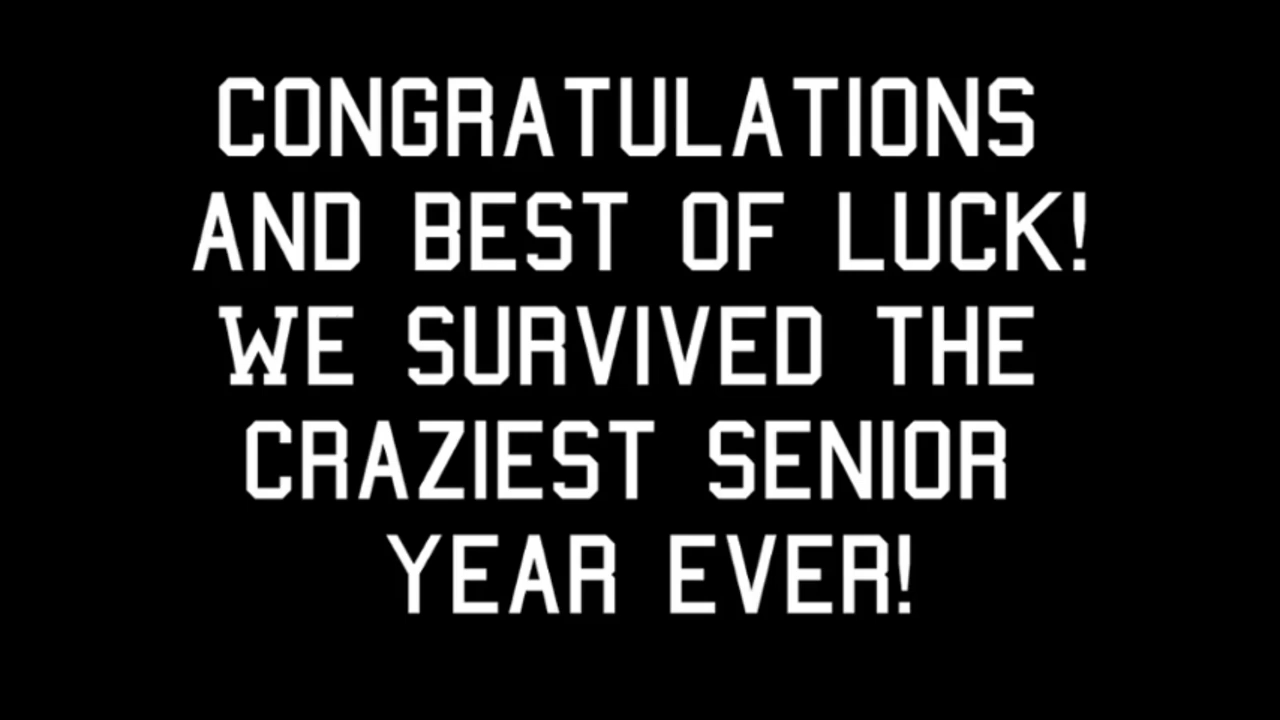 CONGRATULATIONS
AND BEST OF LUCK!
WE SURVIVED THE
CRAZIEST SENIOR
YEAR EVER!